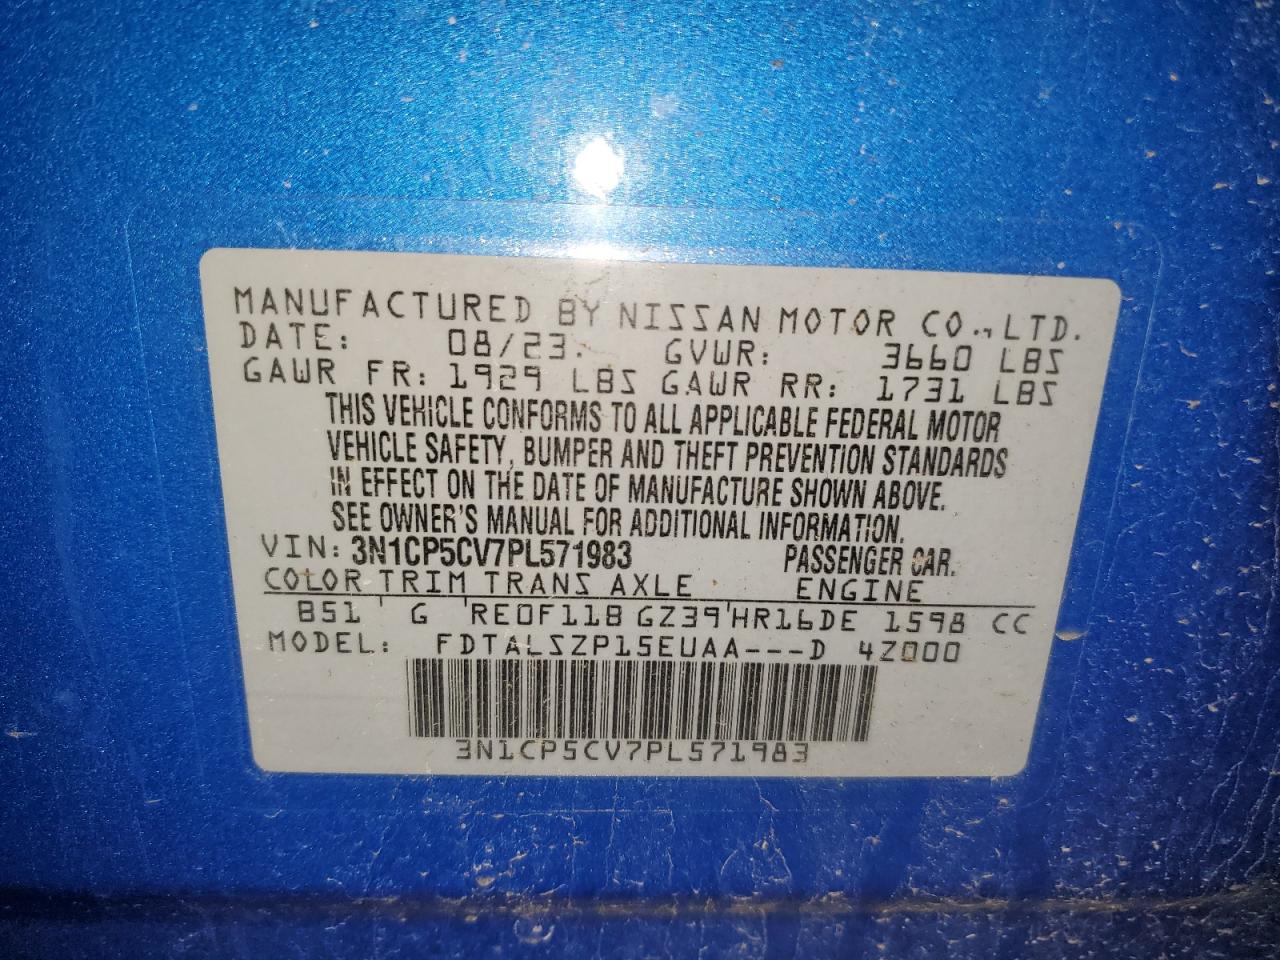 MANUFACTURED BY NISSAN MOTOR CO., LTD.
DATE: 08/23. GVWR: 3660 LBS
GAWR FR: 1929 LBS GAWR RR: 1731 LBS
THIS VEHICLE CONFORMS TO ALL APPLICABLE FEDERAL MOTOR
VEHICLE SAFETY, BUMPER AND THEFT PREVENTION STANDARDS
IN EFFECT ON THE DATE OF MANUFACTURE SHOWN ABOVE.
SEE OWNER'S MANUAL FOR ADDITIONAL INFORMATION.
VIN: 3N1CP5CV7PL571983 PASSENGER CAR.
COLOR TRIM TRANS AXLE ENGINE
B51 G RE0F11B GZ39 HR16DE 1598 CC
MODEL: FDTALSZP15EUAA---D 4Z000
3N1CP5CV7PL571983